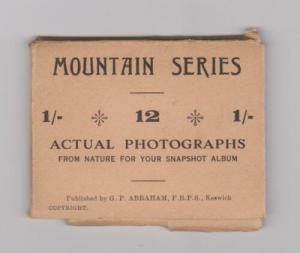 MOUNTAIN SERIES
1/- 12 1/-
ACTUAL PHOTOGRAPHS
FROM NATURE FOR YOUR SNAPSHOT ALBUM
Published by G. P. ABRAHAM, F.R.P.S., Keswick
COPYRIGHT.